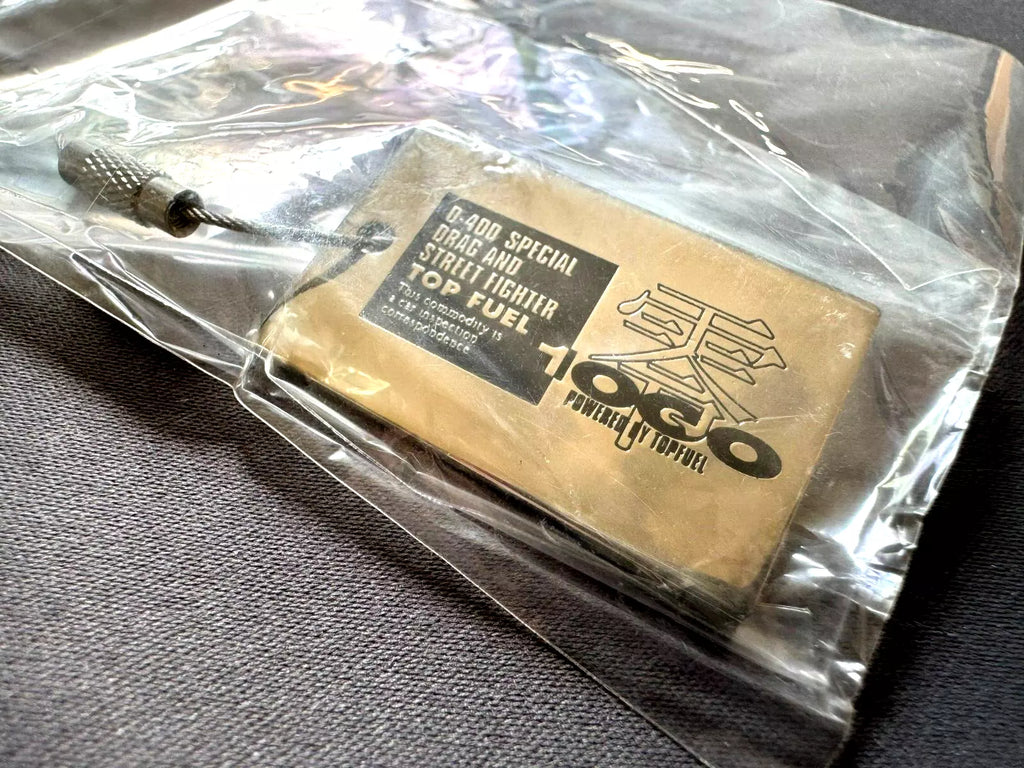 0-400 SPECIAL
DRAG AND
STREET FIGHTER
TOP FUEL
This commodity is
a car inspection
correspondence
零
1000
POWERED BY TOPFUEL